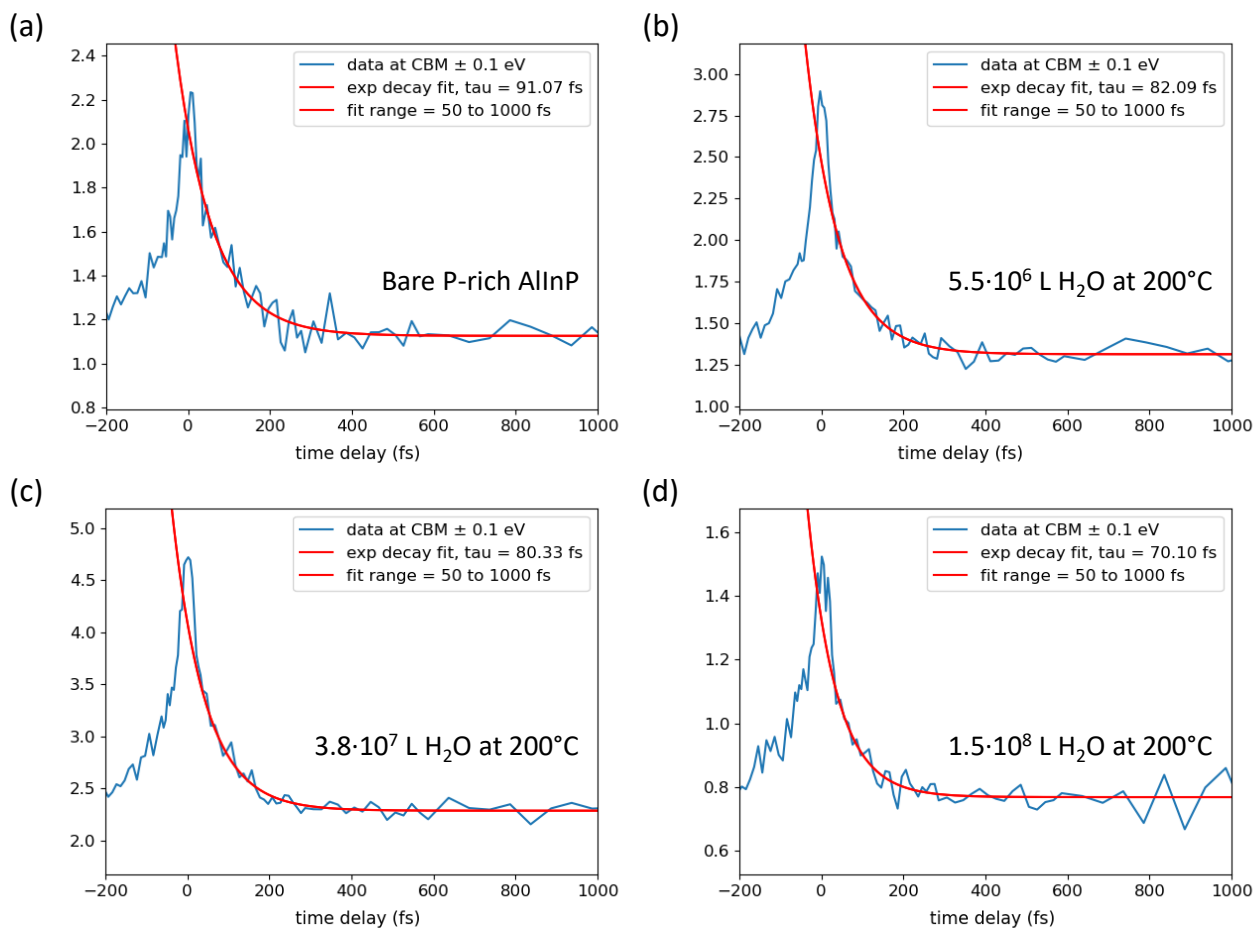 (a)
2.4
2.2
2.0
1.8
1.6
1.4
1.2
1.0
0.8
data at CBM ± 0.1 eV
exp decay fit, tau = 91.07 fs
fit range = 50 to 1000 fs
Bare P-rich AlInP
−200 0 200 400 600 800 1000
time delay (fs)
(b)
3.00
2.75
2.50
2.25
2.00
1.75
1.50
1.25
1.00
data at CBM ± 0.1 eV
exp decay fit, tau = 82.09 fs
fit range = 50 to 1000 fs
5.5·10⁶ L H₂O at 200°C
−200 0 200 400 600 800 1000
time delay (fs)
(c)
5.0
4.5
4.0
3.5
3.0
2.5
2.0
data at CBM ± 0.1 eV
exp decay fit, tau = 80.33 fs
fit range = 50 to 1000 fs
3.8·10⁷ L H₂O at 200°C
−200 0 200 400 600 800 1000
time delay (fs)
(d)
1.6
1.4
1.2
1.0
0.8
0.6
data at CBM ± 0.1 eV
exp decay fit, tau = 70.10 fs
fit range = 50 to 1000 fs
1.5·10⁸ L H₂O at 200°C
−200 0 200 400 600 800 1000
time delay (fs)